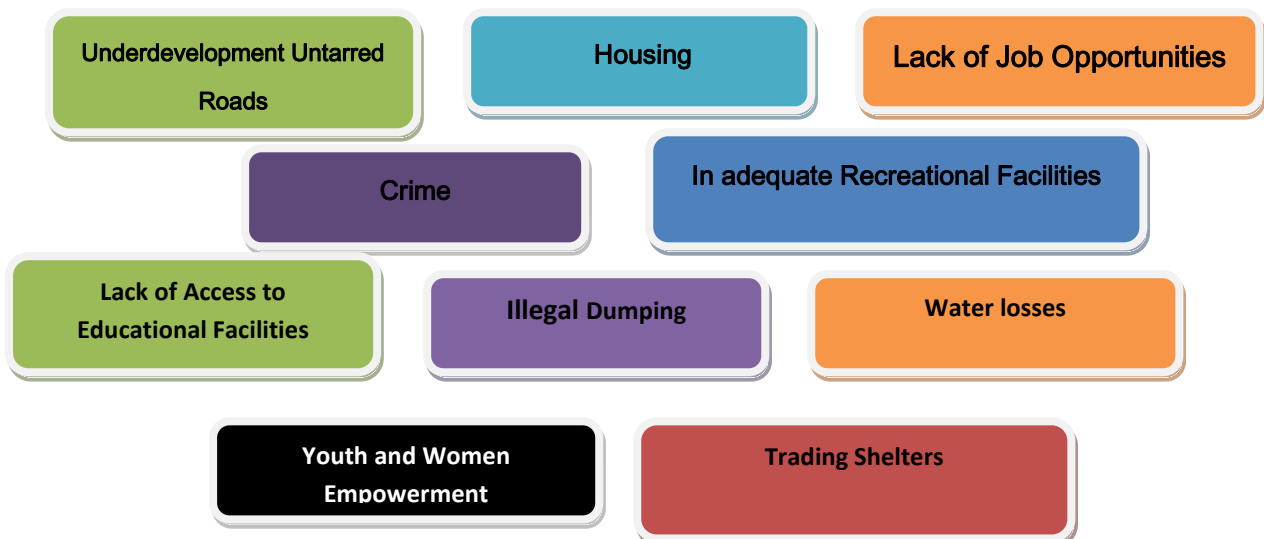 Underdevelopment Untarred
Roads
Housing
Lack of Job Opportunities
Crime
In adequate Recreational Facilities
Lack of Access to
Educational Facilities
Illegal Dumping
Water losses
Youth and Women
Empowerment
Trading Shelters